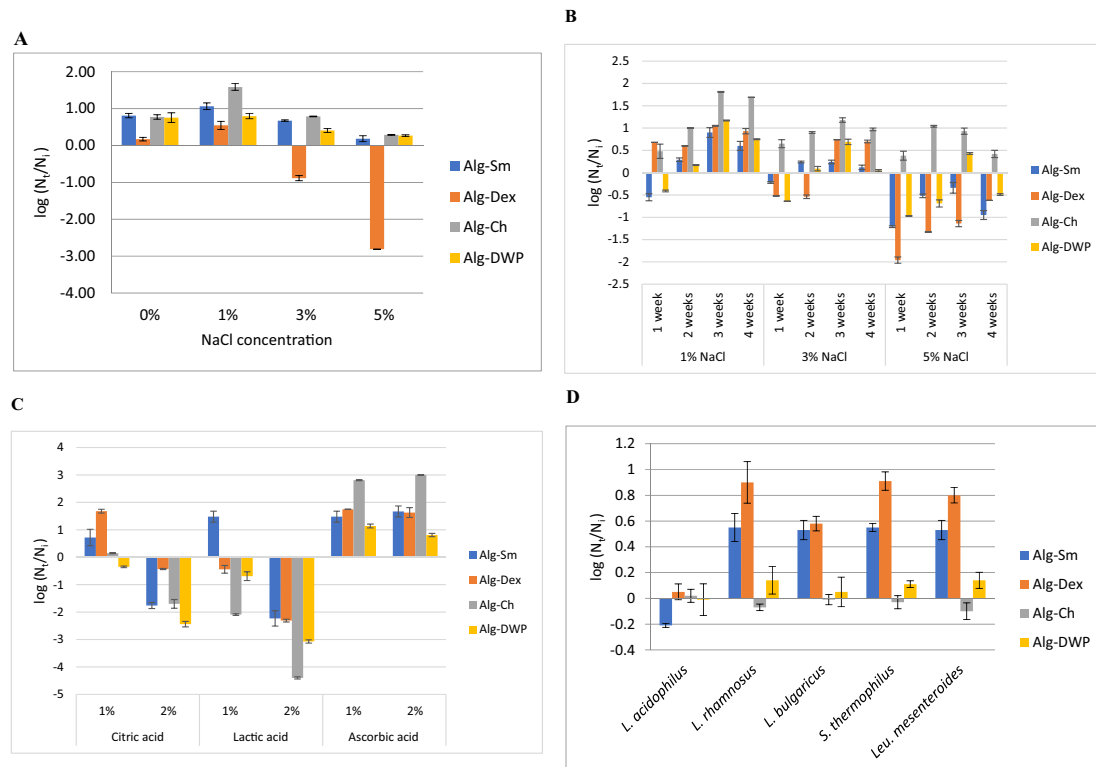 A
2.00
1.00
0.00
-1.00
-2.00
-3.00
-4.00
log (Nt/Ni)
0% 1% 3% 5%
NaCl concentration
Alg-Sm
Alg-Dex
Alg-Ch
Alg-DWP
B
2.5
2
1.5
1
0.5
0
-0.5
-1
-1.5
-2
-2.5
log (Nt/Ni)
1 week 2 weeks 3 weeks 4 weeks 1 week 2 weeks 3 weeks 4 weeks 1 week 2 weeks 3 weeks 4 weeks
1% NaCl 3% NaCl 5% NaCl
Alg-Sm
Alg-Dex
Alg-Ch
Alg-DWP
C
4
3
2
1
0
-1
-2
-3
-4
-5
log (Nt/Ni)
1% 2% 1% 2% 1% 2%
Citric acid Lactic acid Ascorbic acid
Alg-Sm
Alg-Dex
Alg-Ch
Alg-DWP
D
1.2
1
0.8
0.6
0.4
0.2
0
-0.2
-0.4
log (Nt/Ni)
L. acidophilus
L. rhamnosus
L. bulgaricus
S. thermophilus
Leu. mesenteroides
Alg-Sm
Alg-Dex
Alg-Ch
Alg-DWP